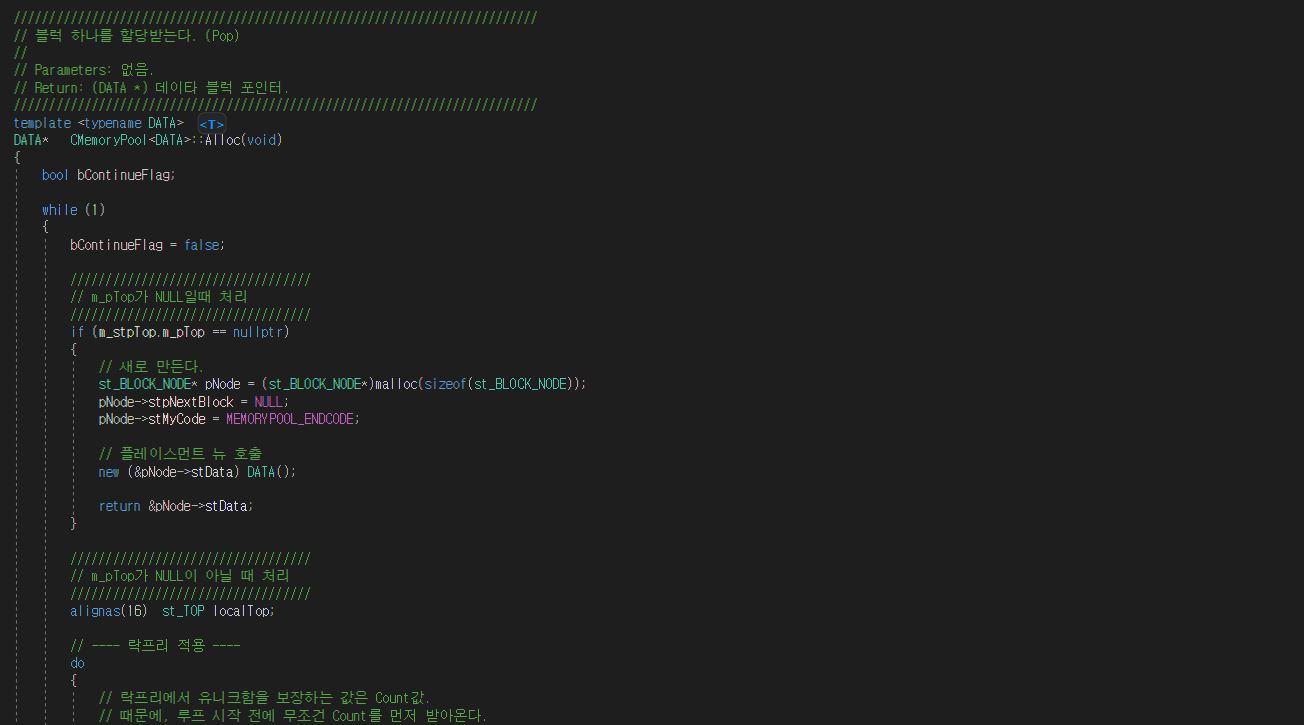 ///////////////////////////////////////////////////////////////////////////
// 블럭 하나를 할당받는다. (Pop)
//
// Parameters: 없음.
// Return: (DATA *) 데이타 블럭 포인터.
///////////////////////////////////////////////////////////////////////////
template <typename DATA> <T>
DATA* CMemoryPool<DATA>::Alloc(void)
{
bool bContinueFlag;
while (1)
{
bContinueFlag = false;
//////////////////////////////////
// m_pTop가 NULL일때 처리
//////////////////////////////////
if (m_stpTop.m_pTop == nullptr)
{
// 새로 만든다.
st_BLOCK_NODE* pNode = (st_BLOCK_NODE*)malloc(sizeof(st_BLOCK_NODE));
pNode->stpNextBlock = NULL;
pNode->stMyCode = MEMORYPOOL_ENDCODE;
// 플레이스먼트 뉴 호출
new (&pNode->stData) DATA();
return &pNode->stData;
}
//////////////////////////////////
// m_pTop가 NULL이 아닐 때 처리
//////////////////////////////////
alignas(16) st_TOP localTop;
// ---- 락프리 적용 ----
do
{
// 락프리에서 유니크함을 보장하는 값은 Count값.
// 때문에, 루프 시작 전에 무조건 Count를 먼저 받아온다.